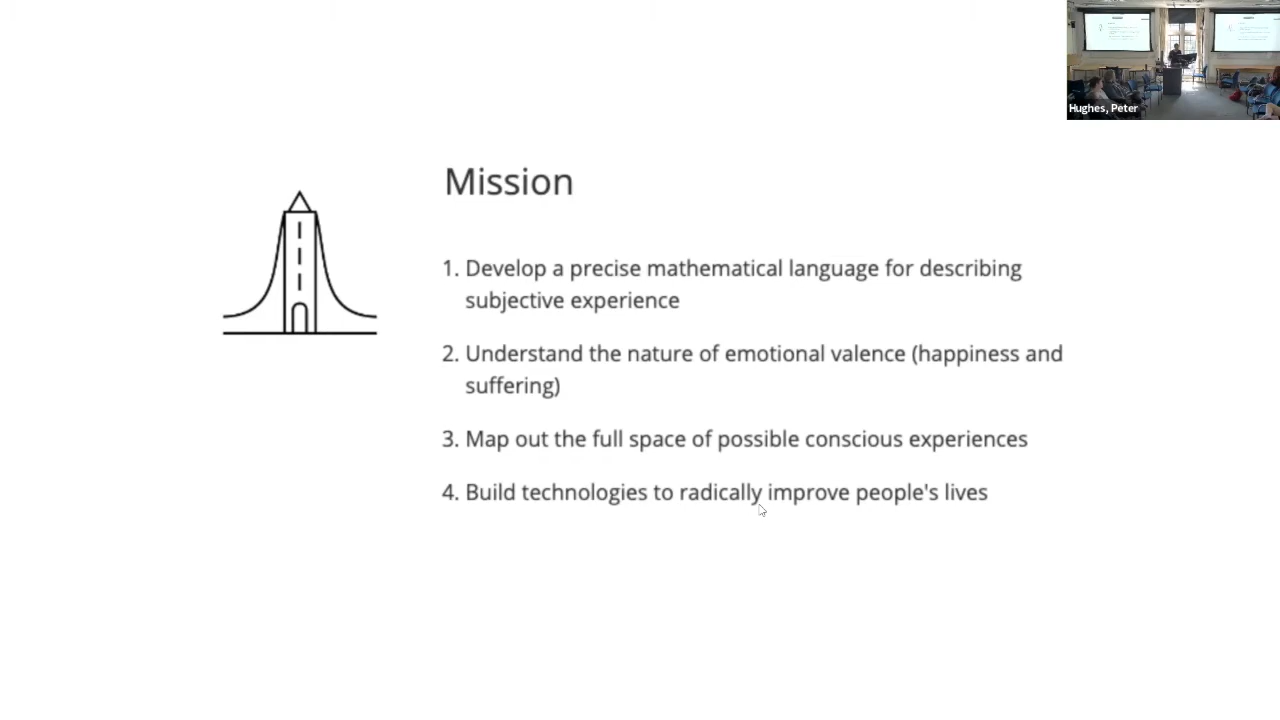 Hughes, Peter
Mission
1. Develop a precise mathematical language for describing
subjective experience
2. Understand the nature of emotional valence (happiness and
suffering)
3. Map out the full space of possible conscious experiences
4. Build technologies to radically improve people's lives